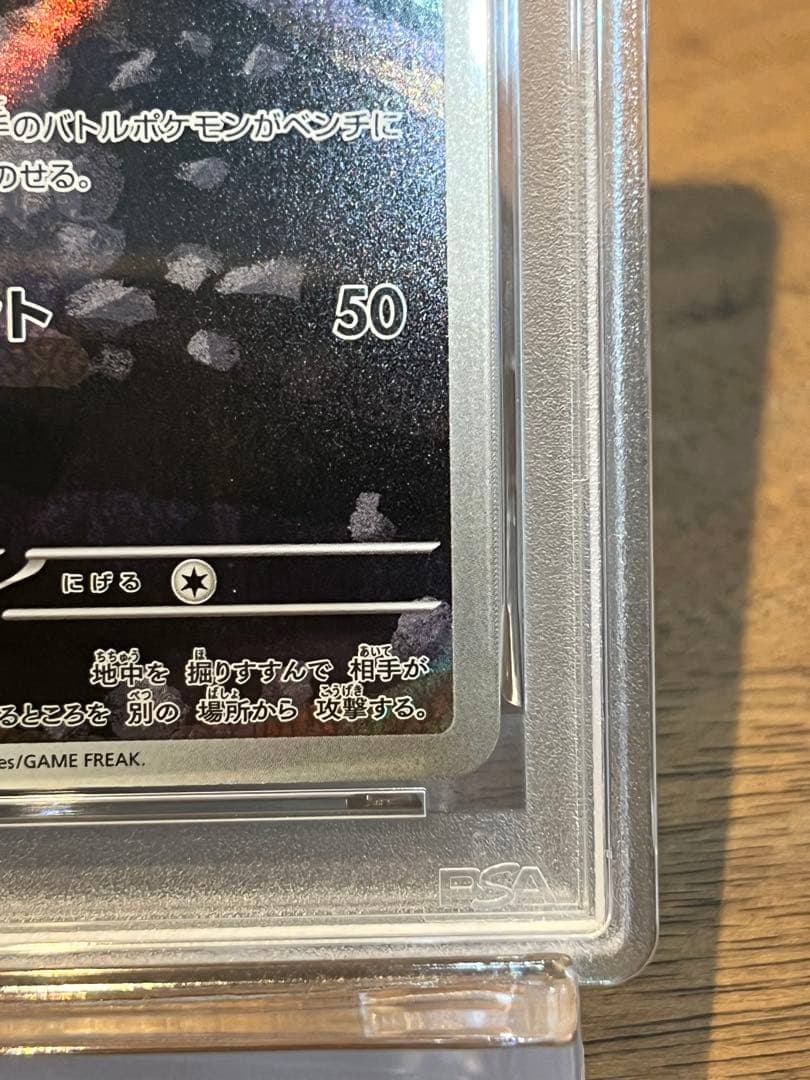 手のバトルポケモンがベンチに
のせる。
ト 50
にげる
地中を 掘りすすんで 相手が
るところを 別の 場所から 攻撃する。
es/GAME FREAK.
PSA